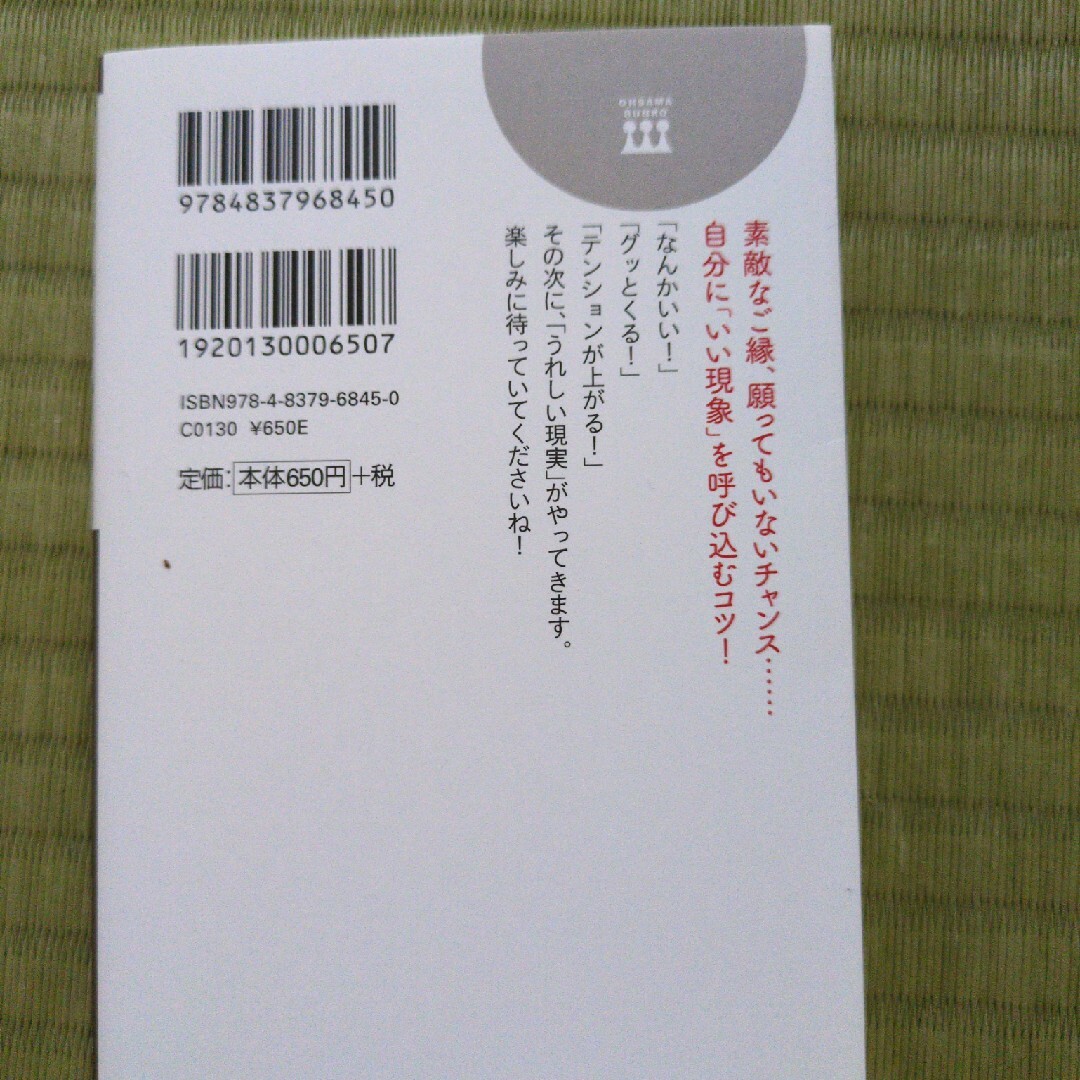 OHSAMA
BUNKO
素敵なご縁、願ってもいないチャンス……
自分に「いい現象」を呼び込むコツ！
「なんかいい！」
「グッとくる！」
「テンションが上がる！」
その次に、「うれしい現実」がやってきます。
楽しみに待っていてくださいね！
9784837968450
1920130006507
ISBN978-4-8379-6845-0
C0130 ¥650E
定価：本体650円＋税